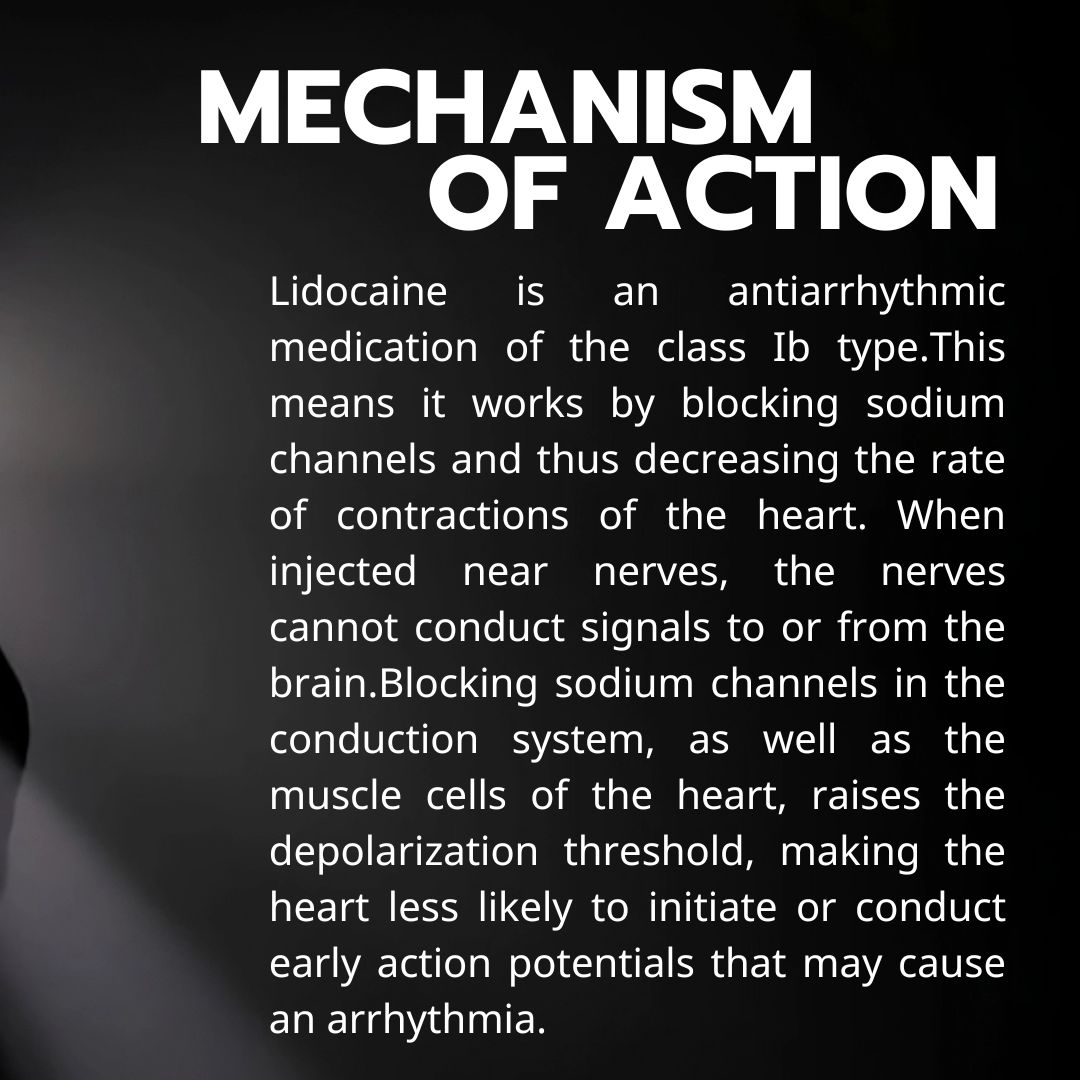 MECHANISM
OF ACTION
Lidocaine is an antiarrhythmic
medication of the class Ib type.This
means it works by blocking sodium
channels and thus decreasing the rate
of contractions of the heart. When
injected near nerves, the nerves
cannot conduct signals to or from the
brain.Blocking sodium channels in the
conduction system, as well as the
muscle cells of the heart, raises the
depolarization threshold, making the
heart less likely to initiate or conduct
early action potentials that may cause
an arrhythmia.